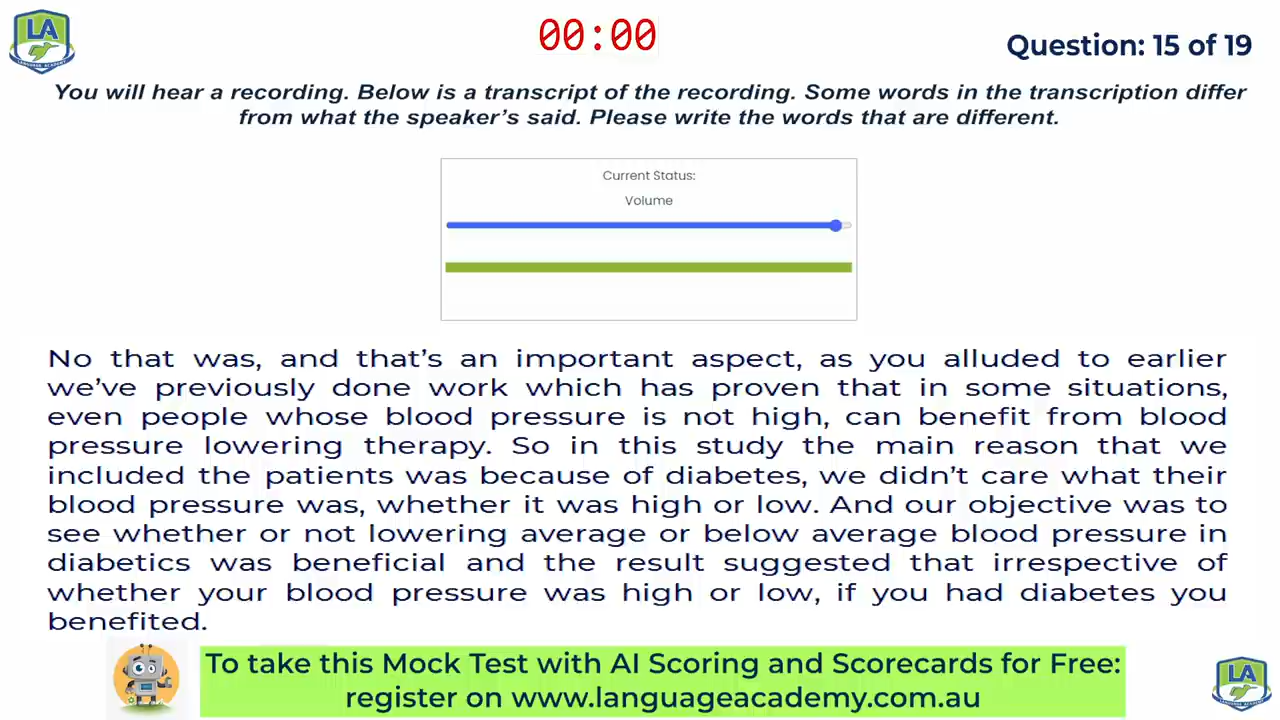 LA
LANGUAGE ACADEMY
00:00
Question: 15 of 19
You will hear a recording. Below is a transcript of the recording. Some words in the transcription differ
from what the speaker's said. Please write the words that are different.
Current Status:
Volume
No that was, and that's an important aspect, as you alluded to earlier
we've previously done work which has proven that in some situations,
even people whose blood pressure is not high, can benefit from blood
pressure lowering therapy. So in this study the main reason that we
included the patients was because of diabetes, we didn't care what their
blood pressure was, whether it was high or low. And our objective was to
see whether or not lowering average or below average blood pressure in
diabetics was beneficial and the result suggested that irrespective of
whether your blood pressure was high or low, if you had diabetes you
benefited.
To take this Mock Test with AI Scoring and Scorecards for Free:
register on www.languageacademy.com.au
LA